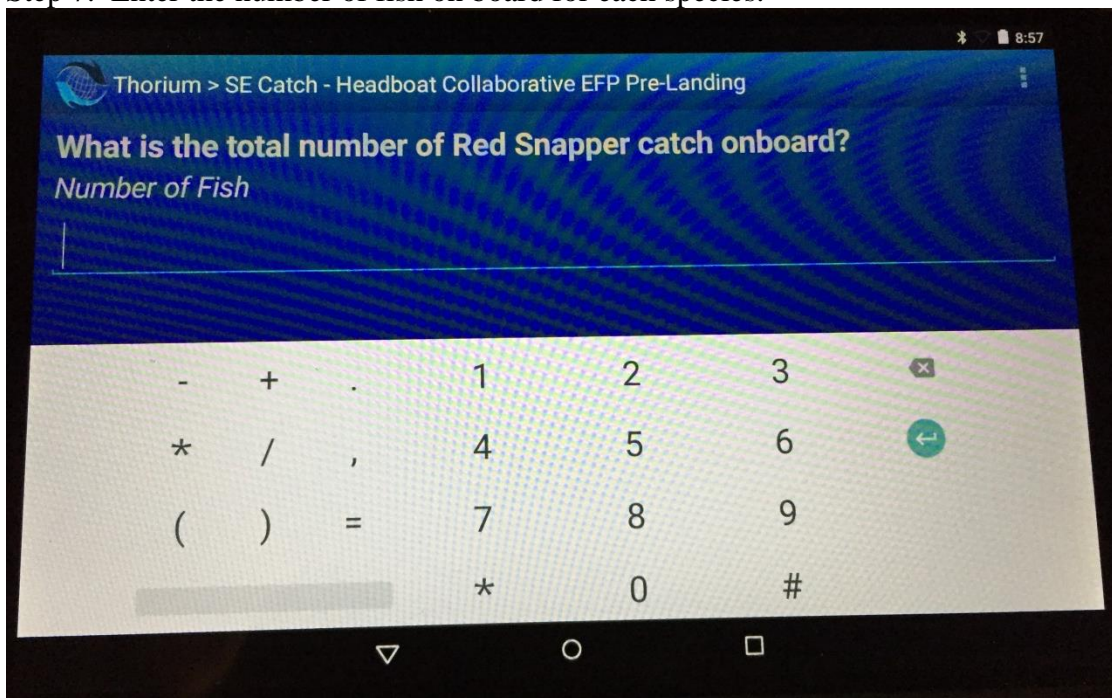 8:57
Thorium > SE Catch - Headboat Collaborative EFP Pre-Landing
What is the total number of Red Snapper catch onboard?
Number of Fish
- + . 1 2 3
* / , 4 5 6
( ) = 7 8 9
* 0 #